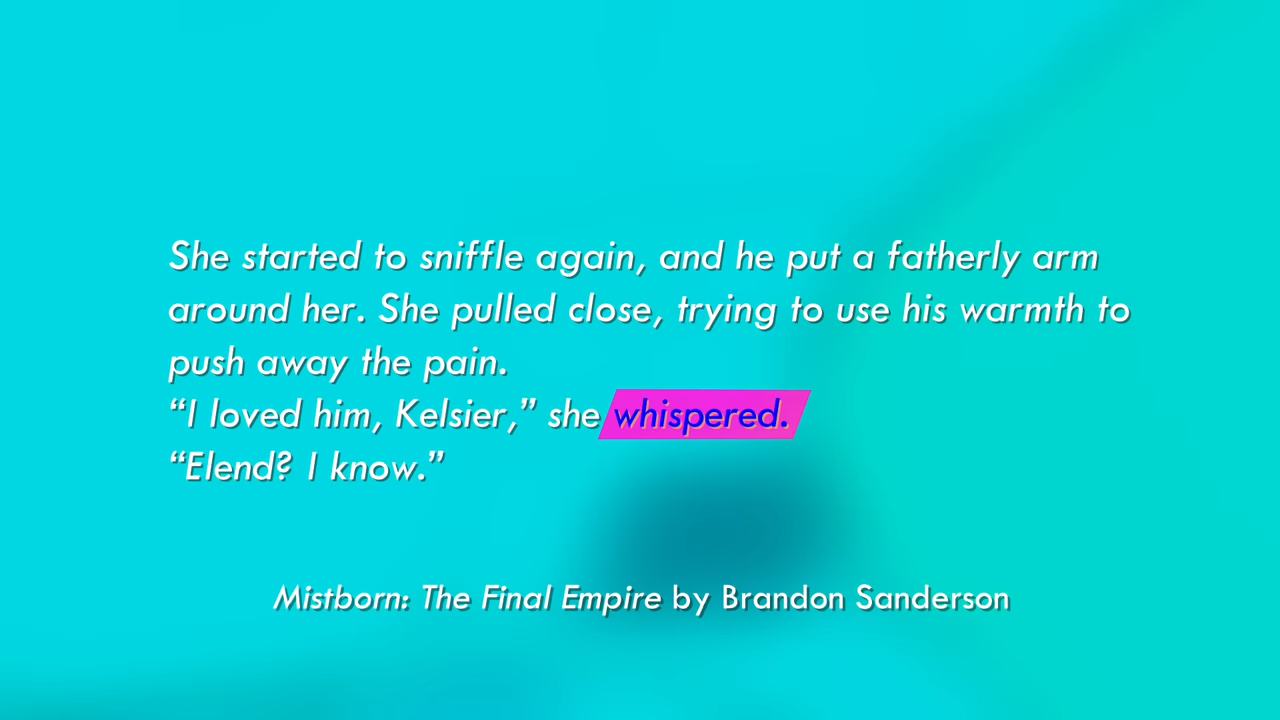 She started to sniffle again, and he put a fatherly arm
around her. She pulled close, trying to use his warmth to
push away the pain.
“I loved him, Kelsier,” she whispered.
“Elend? I know.”
Mistborn: The Final Empire by Brandon Sanderson